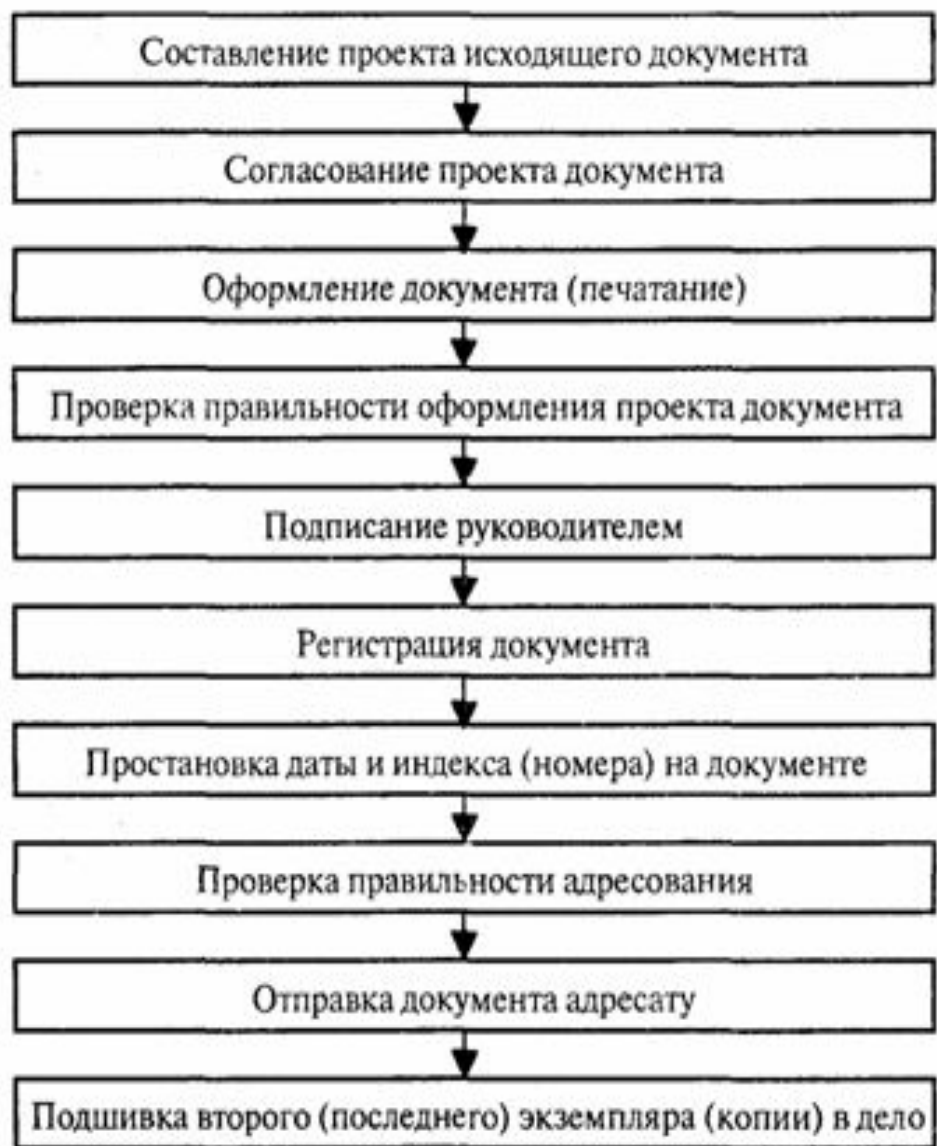 Составление проекта исходящего документа
Согласование проекта документа
Оформление документа (печатание)
Проверка правильности оформления проекта документа
Подписание руководителем
Регистрация документа
Простановка даты и индекса (номера) на документе
Проверка правильности адресования
Отправка документа адресату
Подшивка второго (последнего) экземпляра (копии) в дело